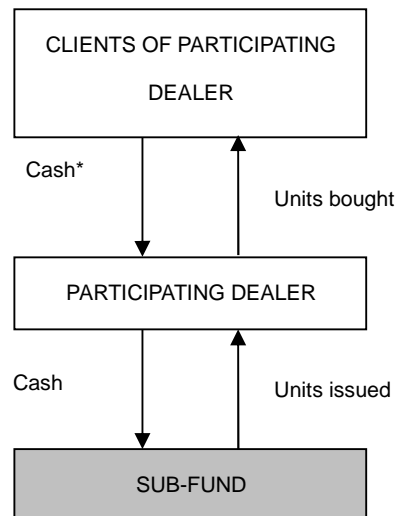 CLIENTS OF PARTICIPATING
DEALER
Cash*
Units bought
PARTICIPATING DEALER
Cash
Units issued
SUB-FUND